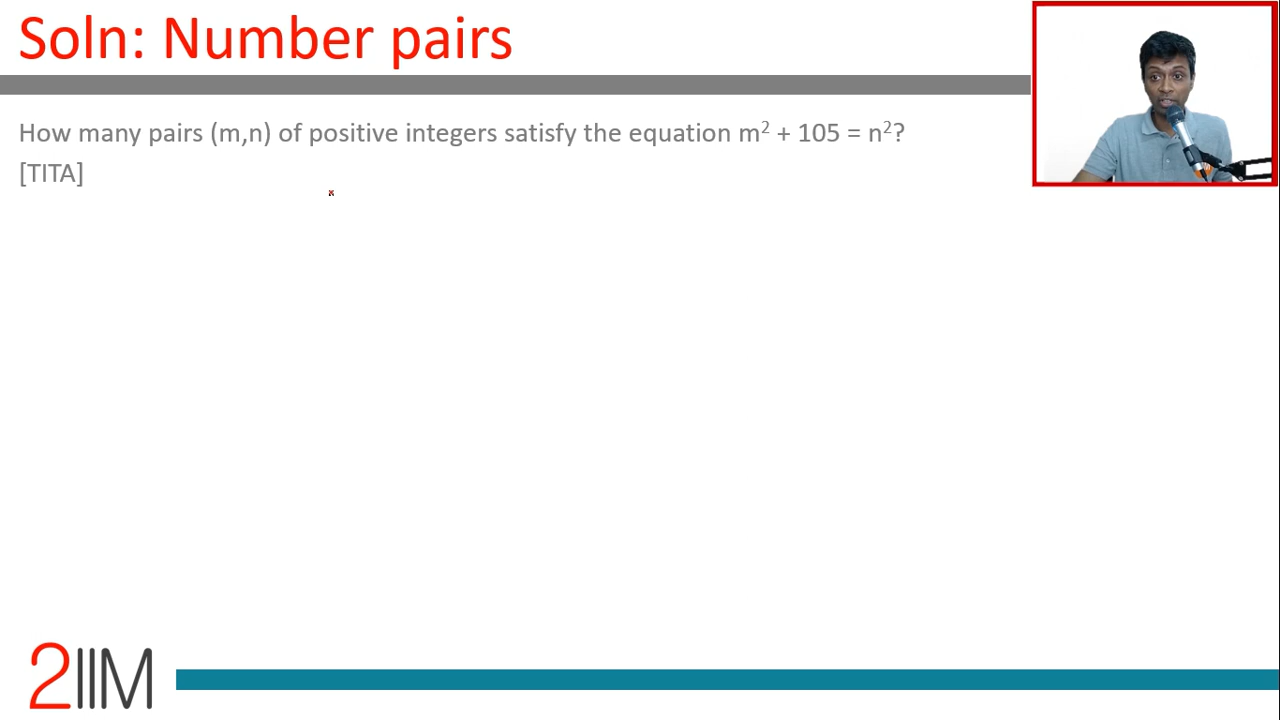 Soln: Number pairs
How many pairs (m,n) of positive integers satisfy the equation m² + 105 = n²?
[TITA]
2IIM